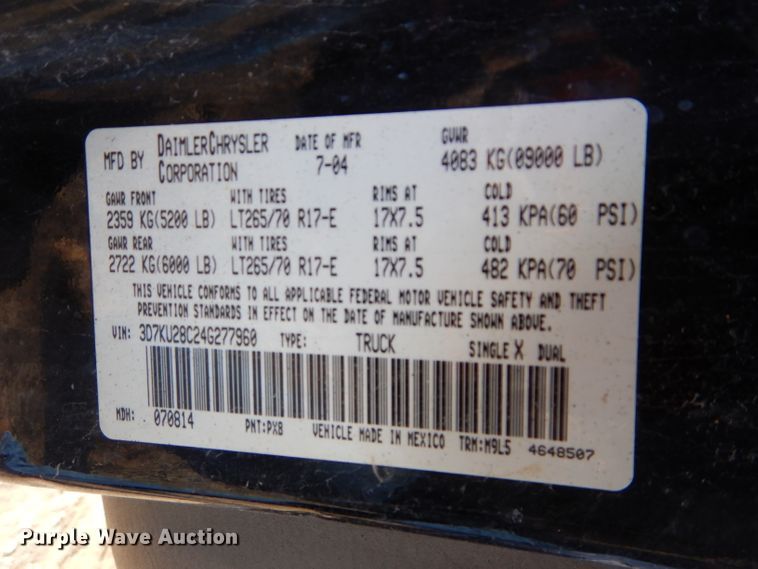 MFD BY DAIMLERCHRYSLER CORPORATION DATE OF MFR 7-04 GVWR 4083 KG(09000 LB)
GAWR FRONT WITH TIRES RIMS AT COLD
2359 KG(5200 LB) LT265/70 R17-E 17X7.5 413 KPA(60 PSI)
GAWR REAR WITH TIRES RIMS AT COLD
2722 KG(6000 LB) LT265/70 R17-E 17X7.5 482 KPA(70 PSI)
THIS VEHICLE CONFORMS TO ALL APPLICABLE FEDERAL MOTOR VEHICLE SAFETY AND THEFT
PREVENTION STANDARDS IN EFFECT ON THE DATE OF MANUFACTURE SHOWN ABOVE.
VIN: 3D7KU28C24G277960 TYPE: TRUCK SINGLE X DUAL
MDH: 070814 PNT:PXB VEHICLE MADE IN MEXICO TRM:M9L5 4648507
Purple Wave Auction